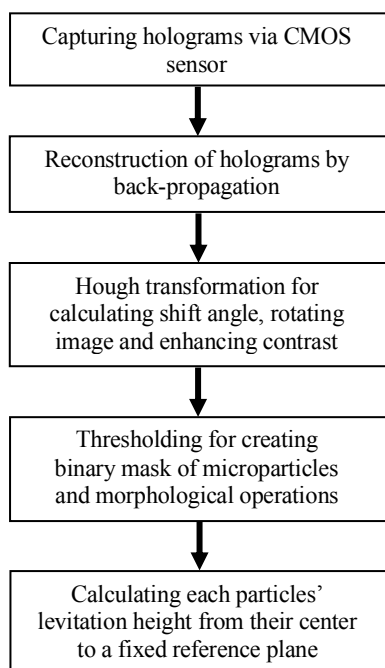 Capturing holograms via CMOS
sensor
Reconstruction of holograms by
back-propagation
Hough transformation for
calculating shift angle, rotating
image and enhancing contrast
Thresholding for creating
binary mask of microparticles
and morphological operations
Calculating each particles’
levitation height from their center
to a fixed reference plane